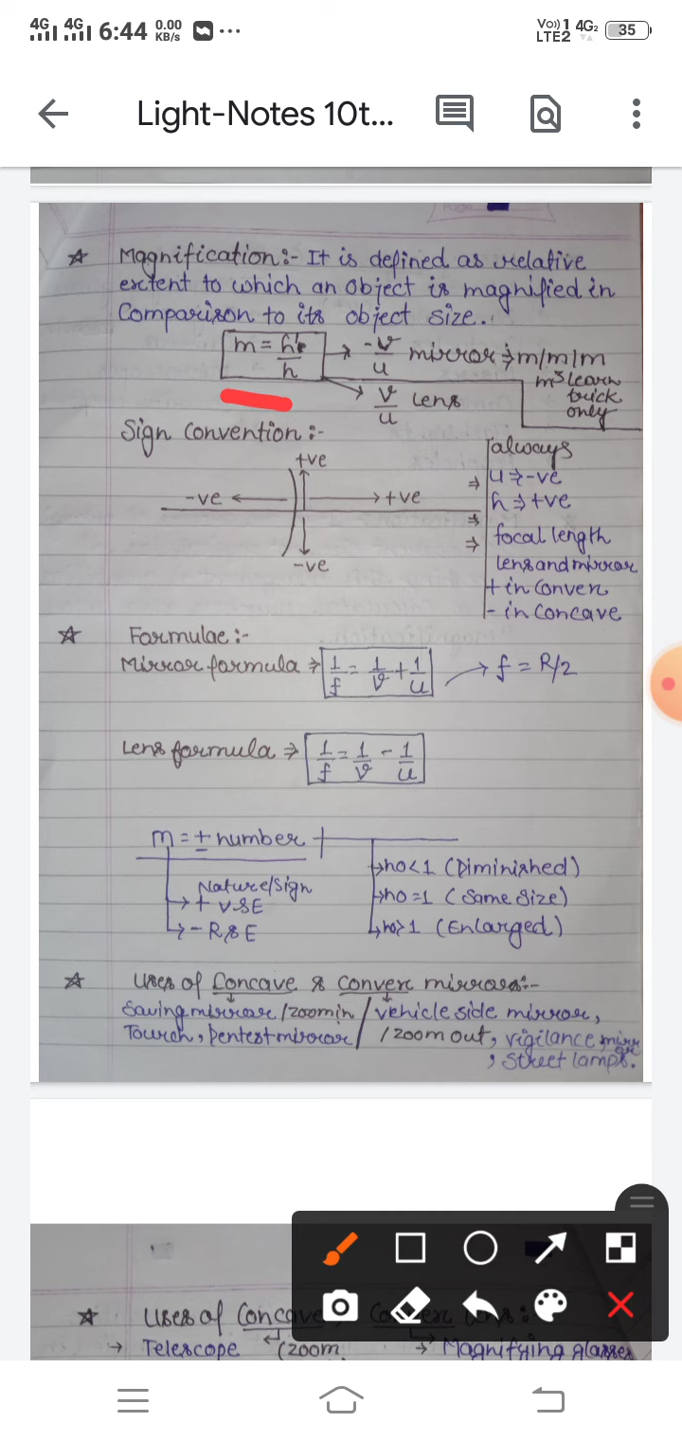 4G 4G 6:44 0.00 KB/s ... Vo)) 1 4G2 LTE2 35
Light-Notes 10t...
☆ Magnification:- It is defined as relative
extent to which an object is magnified in
Comparison to its object size.
m = h'/h → -v/u mirror ⇒ m/m/m
→ v/u lens
m³ learn
trick
only
Sign Convention :-
+ve
-ve ← → +ve
-ve
always
⇒ u ⇒ -ve
h ⇒ +ve
⇒
⇒ focal length
Lens and mirror
+ in Convex
- in Concave
☆ Formulae :-
Mirror formula ⇒ 1/f = 1/v + 1/u → f = R/2
Lens formula ⇒ 1/f = 1/v - 1/u
m = ± number
Nature/Sign
→ + V&E
→ - R&E
→ no < 1 (Diminished)
→ no = 1 (Same Size)
→ no > 1 (Enlarged)
☆ Uses of Concave & Convex mirrors:-
Saving mirror /zoom in / vehicle side mirror,
Tourch, Dentest mirror / /zoom out, vigilance mirror
, Street lamps.
☆ Uses of Concave
→ Telescope (zoom → Magnifying glasses